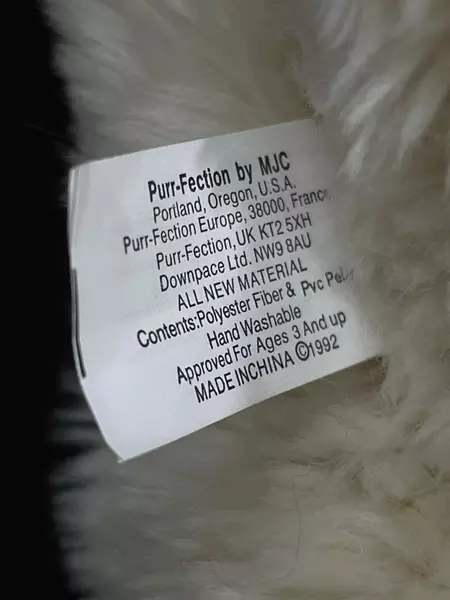 Purr-Fection by MJC
Portland, Oregon, U.S.A.
Purr-Fection Europe, 38000, France
Purr-Fection,UK KT2 5XH
Downpace Ltd. NW9 8AU
ALL NEW MATERIAL
Contents:Polyester Fiber & Pvc
Hand Washable
Approved For Ages 3 And up
MADE INCHINA ©1992